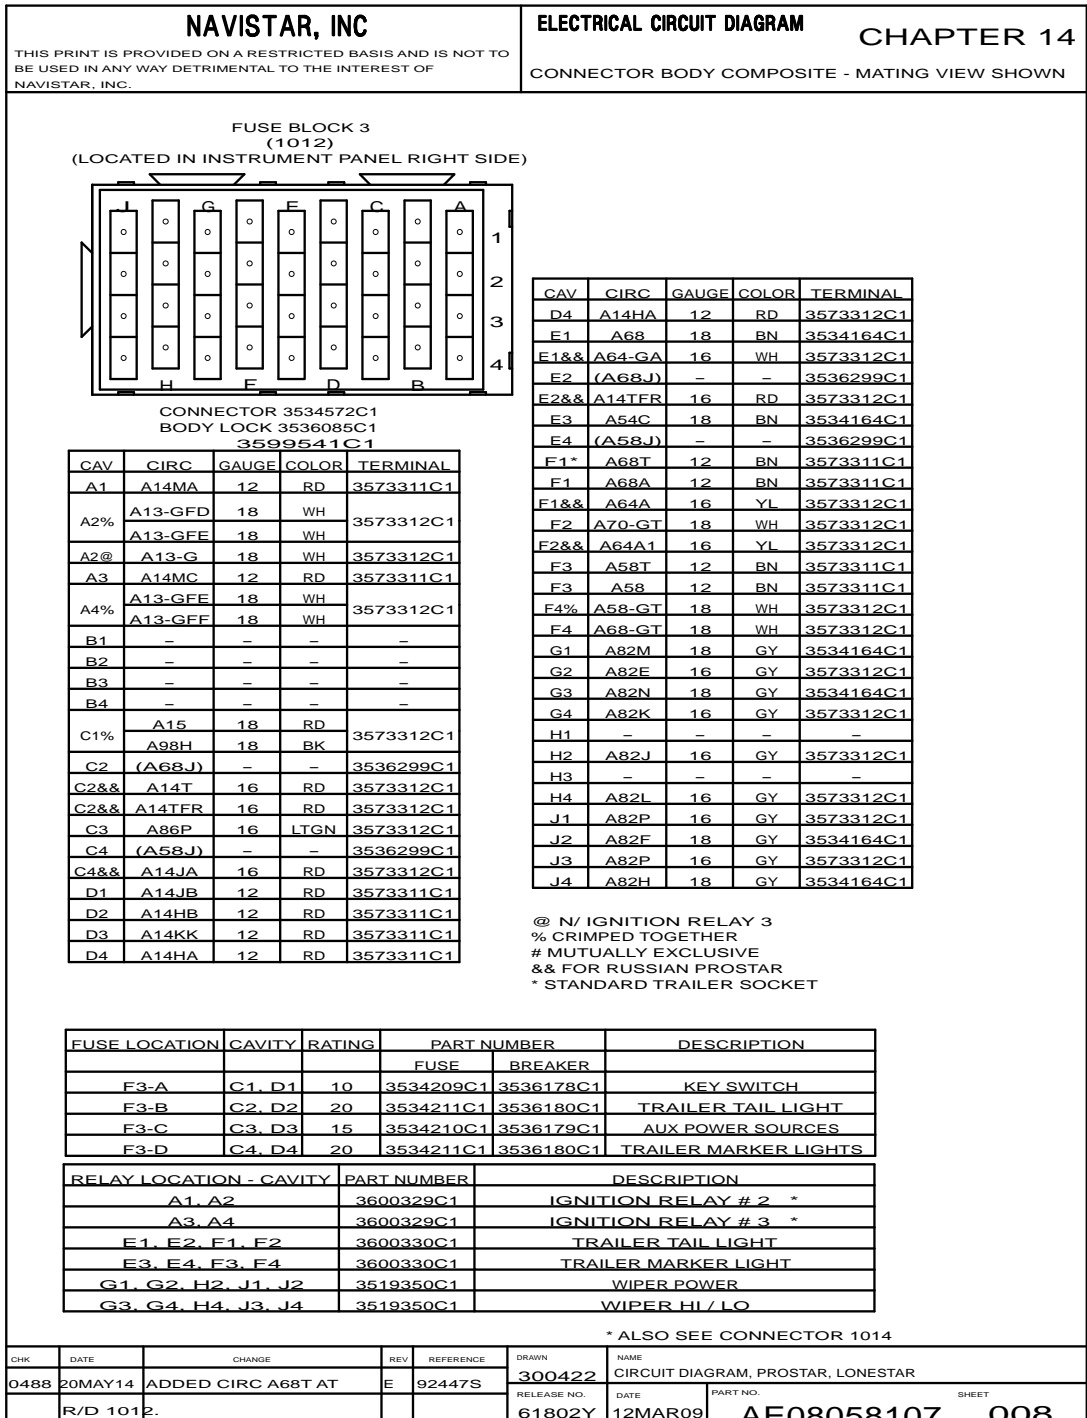 NAVISTAR, INC
THIS PRINT IS PROVIDED ON A RESTRICTED BASIS AND IS NOT TO
BE USED IN ANY WAY DETRIMENTAL TO THE INTEREST OF
NAVISTAR, INC.
ELECTRICAL CIRCUIT DIAGRAM
CHAPTER 14
CONNECTOR BODY COMPOSITE - MATING VIEW SHOWN
FUSE BLOCK 3
(1012)
(LOCATED IN INSTRUMENT PANEL RIGHT SIDE)
J G E C A
1
2
3
4
H F D B
CONNECTOR 3534572C1
BODY LOCK 3536085C1
3599541C1
CAV CIRC GAUGE COLOR TERMINAL
A1 A14MA 12 RD 3573311C1
A2% A13-GFD 18 WH 3573312C1
A13-GFE 18 WH
A2@ A13-G 18 WH 3573312C1
A3 A14MC 12 RD 3573311C1
A4% A13-GFE 18 WH 3573312C1
A13-GFF 18 WH
B1 – – – –
B2 – – – –
B3 – – – –
B4 – – – –
C1% A15 18 RD 3573312C1
A98H 18 BK
C2 (A68J) – – 3536299C1
C2&& A14T 16 RD 3573312C1
C2&& A14TFR 16 RD 3573312C1
C3 A86P 16 LTGN 3573312C1
C4 (A58J) – – 3536299C1
C4&& A14JA 16 RD 3573312C1
D1 A14JB 12 RD 3573311C1
D2 A14HB 12 RD 3573311C1
D3 A14KK 12 RD 3573311C1
D4 A14HA 12 RD 3573311C1
CAV CIRC GAUGE COLOR TERMINAL
D4 A14HA 12 RD 3573312C1
E1 A68 18 BN 3534164C1
E1&& A64-GA 16 WH 3573312C1
E2 (A68J) – – 3536299C1
E2&& A14TFR 16 RD 3573312C1
E3 A54C 18 BN 3534164C1
E4 (A58J) – – 3536299C1
F1* A68T 12 BN 3573311C1
F1 A68A 12 BN 3573311C1
F1&& A64A 16 YL 3573312C1
F2 A70-GT 18 WH 3573312C1
F2&& A64A1 16 YL 3573312C1
F3 A58T 12 BN 3573311C1
F3 A58 12 BN 3573311C1
F4% A58-GT 18 WH 3573312C1
F4 A68-GT 18 WH 3573312C1
G1 A82M 18 GY 3534164C1
G2 A82E 16 GY 3573312C1
G3 A82N 18 GY 3534164C1
G4 A82K 16 GY 3573312C1
H1 – – – –
H2 A82J 16 GY 3573312C1
H3 – – – –
H4 A82L 16 GY 3573312C1
J1 A82P 16 GY 3573312C1
J2 A82F 18 GY 3534164C1
J3 A82P 16 GY 3573312C1
J4 A82H 18 GY 3534164C1
@ N/ IGNITION RELAY 3
% CRIMPED TOGETHER
# MUTUALLY EXCLUSIVE
&& FOR RUSSIAN PROSTAR
* STANDARD TRAILER SOCKET
FUSE LOCATION CAVITY RATING PART NUMBER DESCRIPTION
FUSE BREAKER
F3-A C1, D1 10 3534209C1 3536178C1 KEY SWITCH
F3-B C2, D2 20 3534211C1 3536180C1 TRAILER TAIL LIGHT
F3-C C3, D3 15 3534210C1 3536179C1 AUX POWER SOURCES
F3-D C4, D4 20 3534211C1 3536180C1 TRAILER MARKER LIGHTS
RELAY LOCATION - CAVITY PART NUMBER DESCRIPTION
A1, A2 3600329C1 IGNITION RELAY # 2 *
A3, A4 3600329C1 IGNITION RELAY # 3 *
E1, E2, F1, F2 3600330C1 TRAILER TAIL LIGHT
E3, E4, F3, F4 3600330C1 TRAILER MARKER LIGHT
G1, G2, H2, J1, J2 3519350C1 WIPER POWER
G3, G4, H4, J3, J4 3519350C1 WIPER HI / LO
* ALSO SEE CONNECTOR 1014
CHK DATE CHANGE REV REFERENCE DRAWN NAME
0488 20MAY14 ADDED CIRC A68T AT E 92447S 300422 CIRCUIT DIAGRAM, PROSTAR, LONESTAR
RELEASE NO. DATE PART NO. SHEET
R/D 1012. 61802Y 12MAR09 AE08058107 008